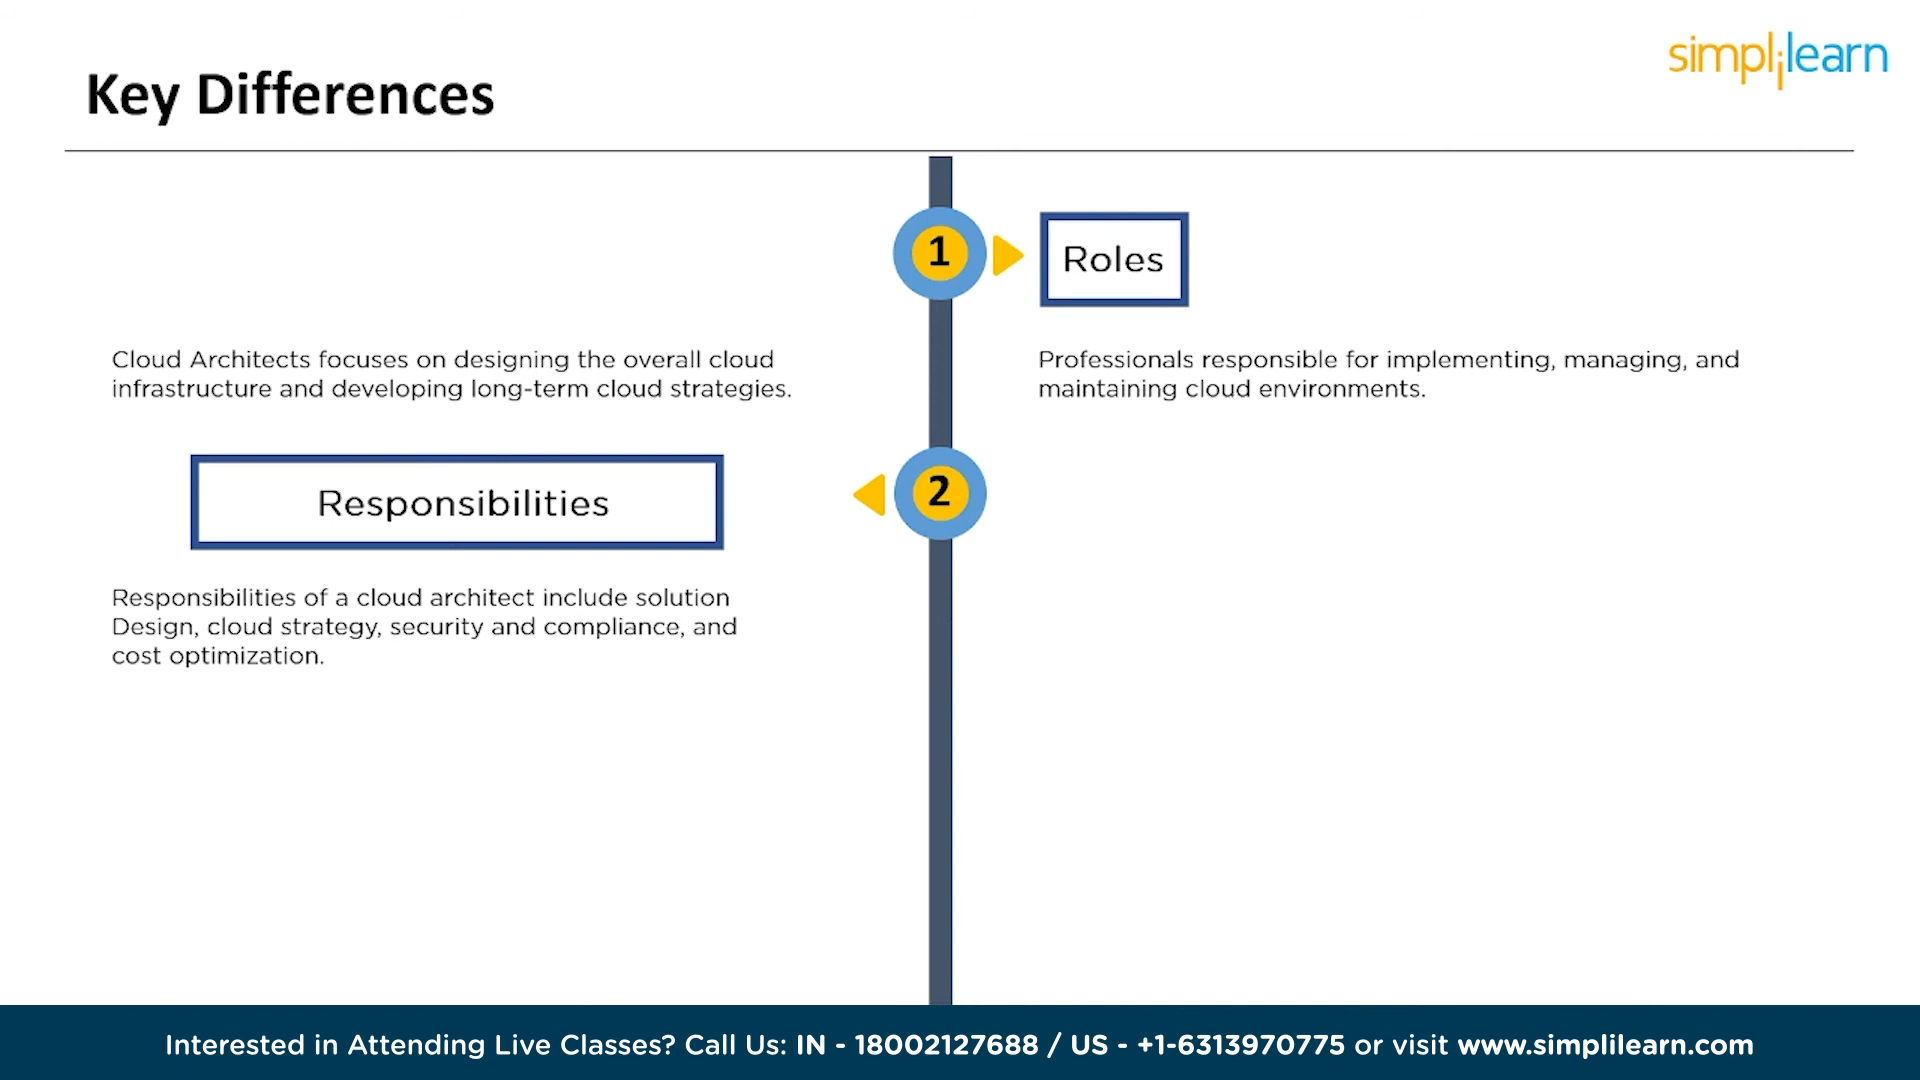 simplilearn
Key Differences
1
Roles
Cloud Architects focuses on designing the overall cloud
infrastructure and developing long-term cloud strategies.
Professionals responsible for implementing, managing, and
maintaining cloud environments.
2
Responsibilities
Responsibilities of a cloud architect include solution
Design, cloud strategy, security and compliance, and
cost optimization.
Interested in Attending Live Classes? Call Us: IN - 18002127688 / US - +1-6313970775 or visit www.simplilearn.com